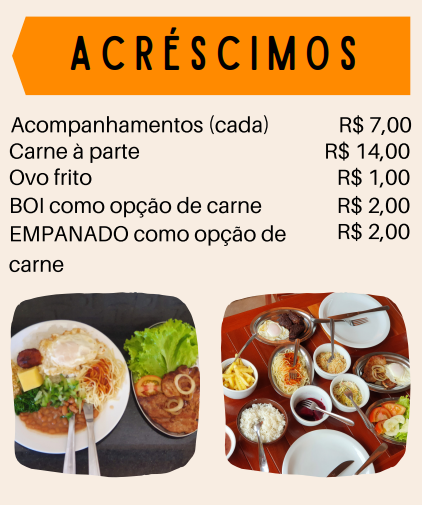 ACRÉSCIMOS
Acompanhamentos (cada) R$ 7,00
Carne à parte R$ 14,00
Ovo frito R$ 1,00
BOI como opção de carne R$ 2,00
EMPANADO como opção de R$ 2,00
carne